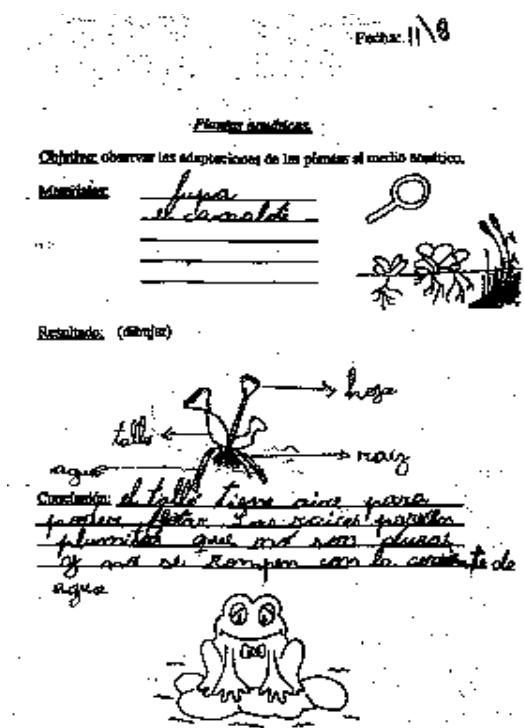 Fecha: 11\8
Plantas acuáticas.
Objetivo: observar las adaptaciones de las plantas al medio acuático.
Materiales: lupa
el camalote
Resultado: (dibujar)
hoja
tallo
raiz
agua
Conclusión: el tallo tiene aire para
poder flotar Las raices parecen
plumitas que no son duras
y no se rompen con la corriente de
agua